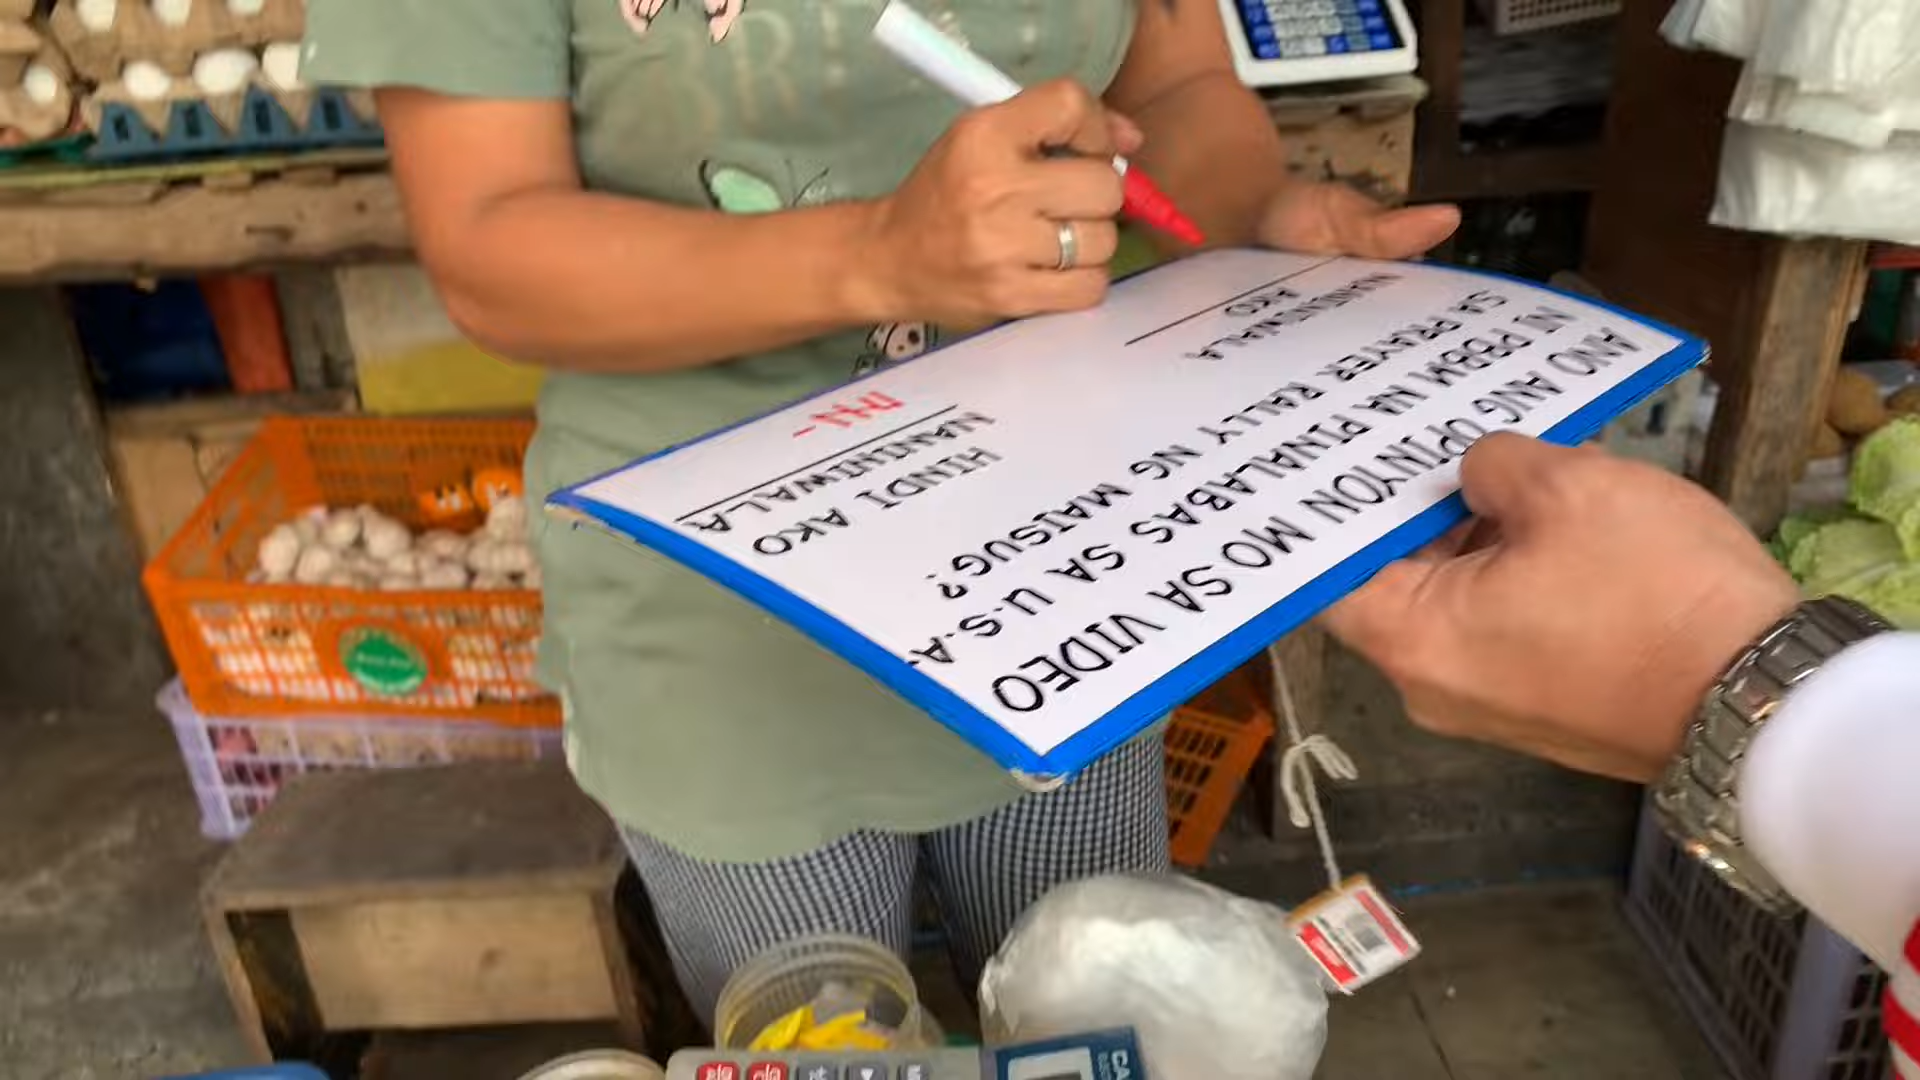 ANO ANG OPINYON MO SA VIDEO
NI PBBM NA PINALABAS SA U.S.A.
SA PRAYER RALLY NG MAISUG?
NANINIWALA
AKO
HINDI AKO
NANINIWALA